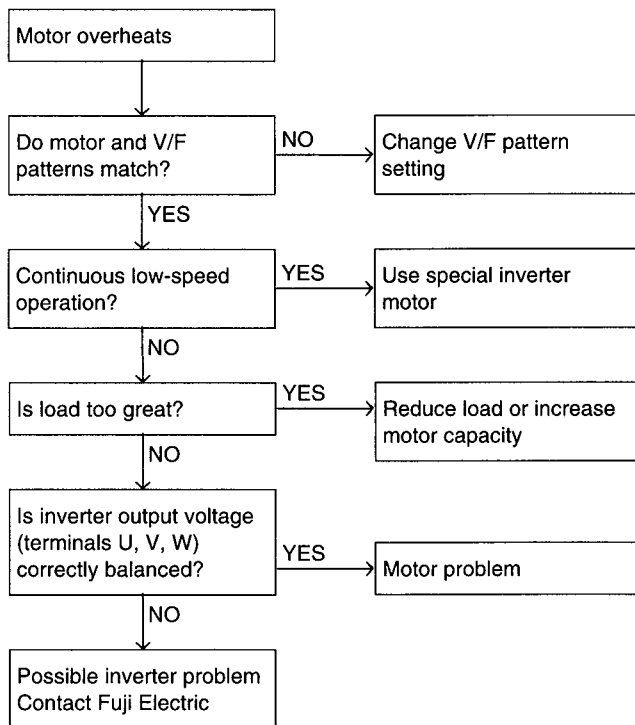 Motor overheats
Do motor and V/F
patterns match?
NO
Change V/F pattern
setting
YES
Continuous low-speed
operation?
YES
Use special inverter
motor
NO
Is load too great?
YES
Reduce load or increase
motor capacity
NO
Is inverter output voltage
(terminals U, V, W)
correctly balanced?
YES
Motor problem
NO
Possible inverter problem
Contact Fuji Electric